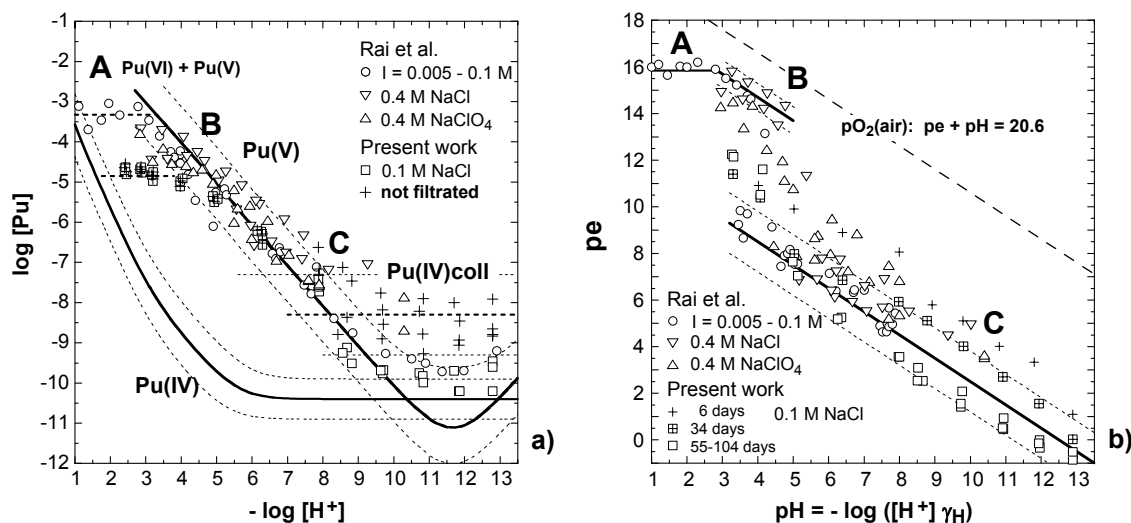 -1
-2
-3
-4
-5
-6
-7
-8
-9
-10
-11
-12
log [Pu]
A
Pu(VI) + Pu(V)
B
Pu(V)
C
Pu(IV)coll
Pu(IV)
Rai et al.
I = 0.005 - 0.1 M
0.4 M NaCl
0.4 M NaClO4
Present work
0.1 M NaCl
not filtrated
1 2 3 4 5 6 7 8 9 10 11 12 13
- log [H+]
a)
18
16
14
12
10
8
6
4
2
0
pe
A
B
pO2(air): pe + pH = 20.6
C
Rai et al.
I = 0.005 - 0.1 M
0.4 M NaCl
0.4 M NaClO4
Present work
6 days 0.1 M NaCl
34 days
55-104 days
1 2 3 4 5 6 7 8 9 10 11 12 13
pH = - log ([H+] γH)
b)